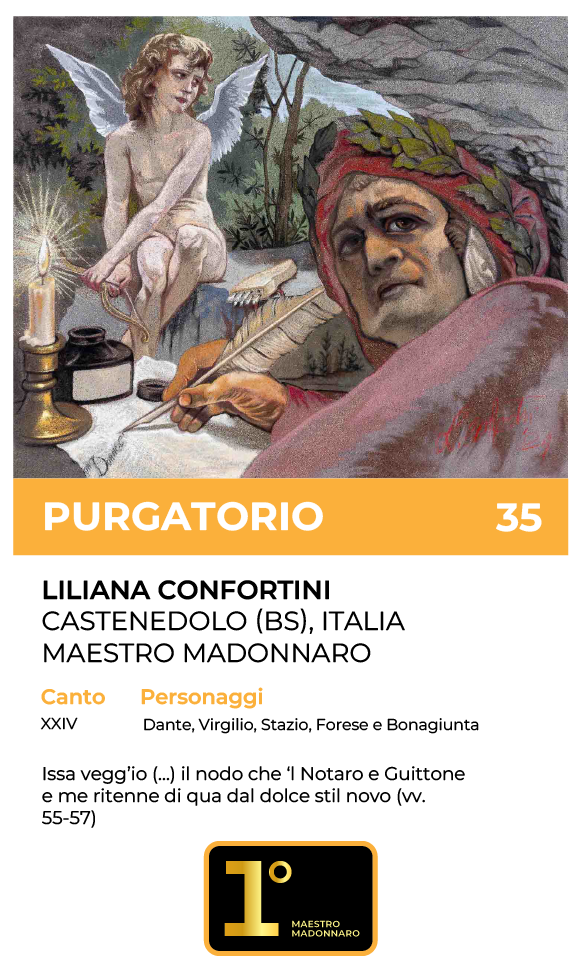 PURGATORIO 35
LILIANA CONFORTINI
CASTENEDOLO (BS), ITALIA
MAESTRO MADONNARO
Canto Personaggi
XXIV Dante, Virgilio, Stazio, Forese e Bonagiunta
Issa vegg’io (...) il nodo che ‘l Notaro e Guittone
e me ritenne di qua dal dolce stil novo (vv.
55-57)
1°
MAESTRO
MADONNARO